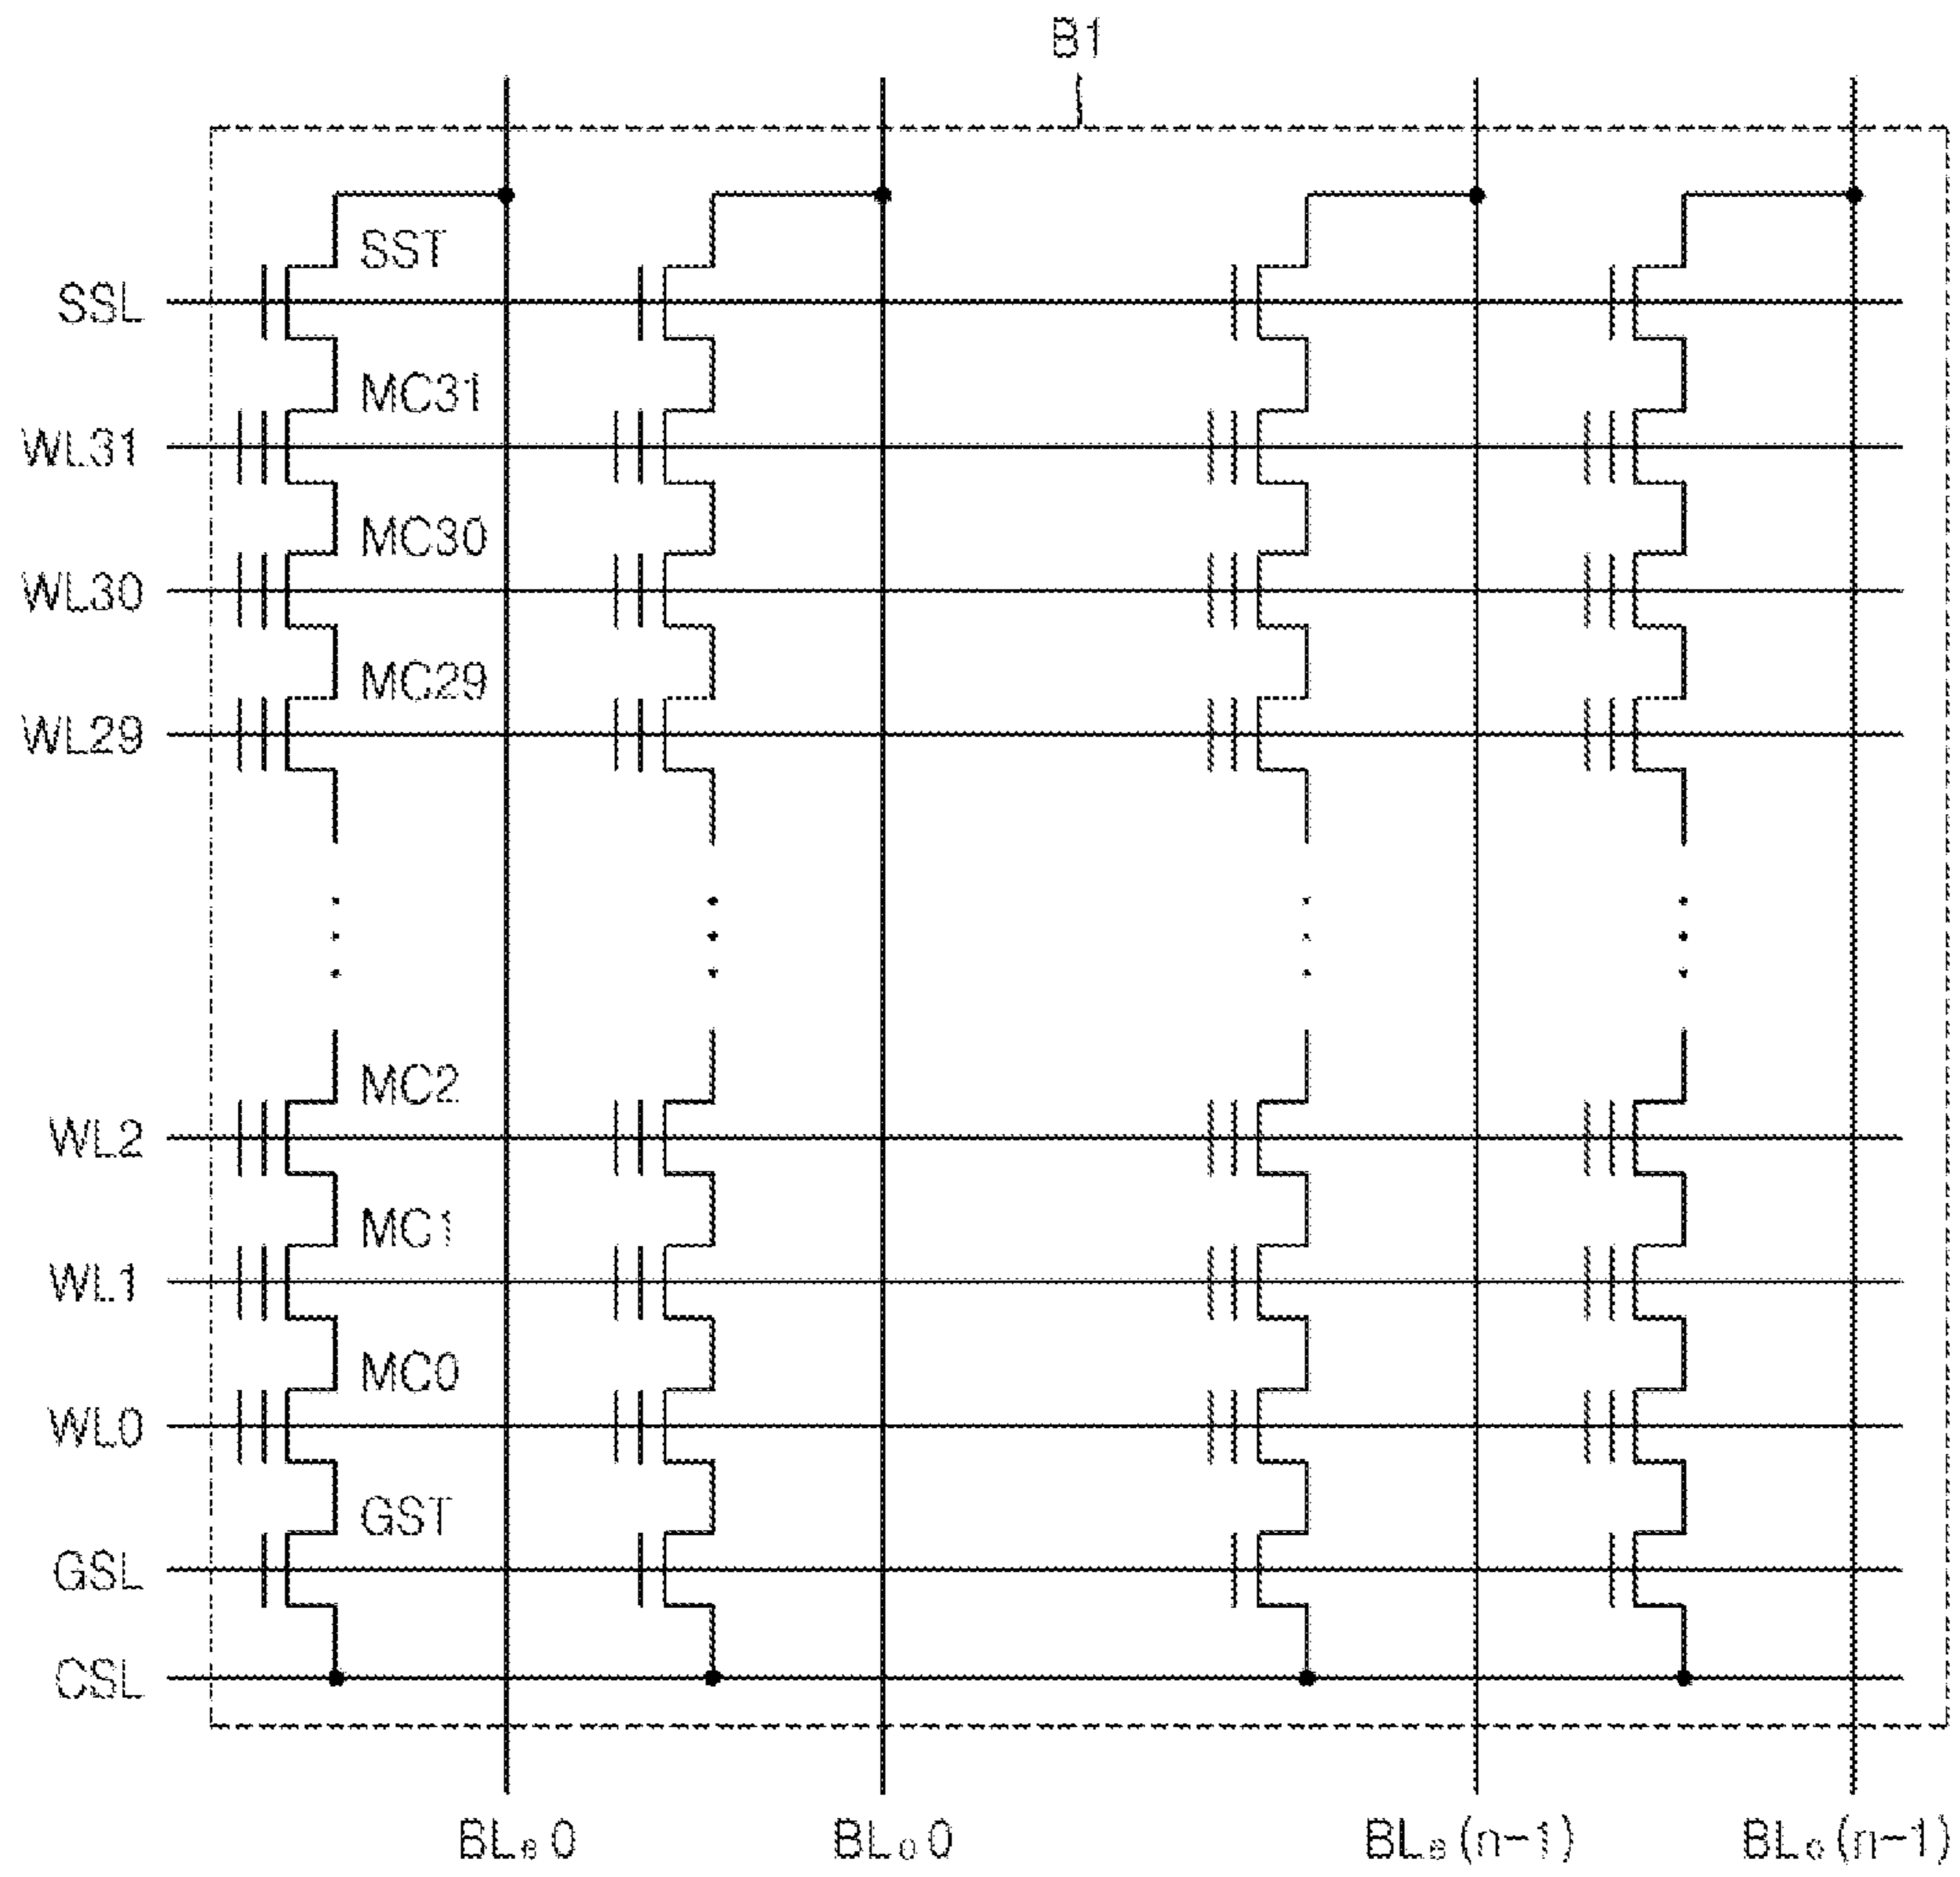 B1
SST
SSL
MC31
WL31
MC30
WL30
MC29
WL29
MC2
WL2
MC1
WL1
MC0
WL0
GST
GSL
CSL
BLe0 BLo0 BLe(n-1) BLo(n-1)